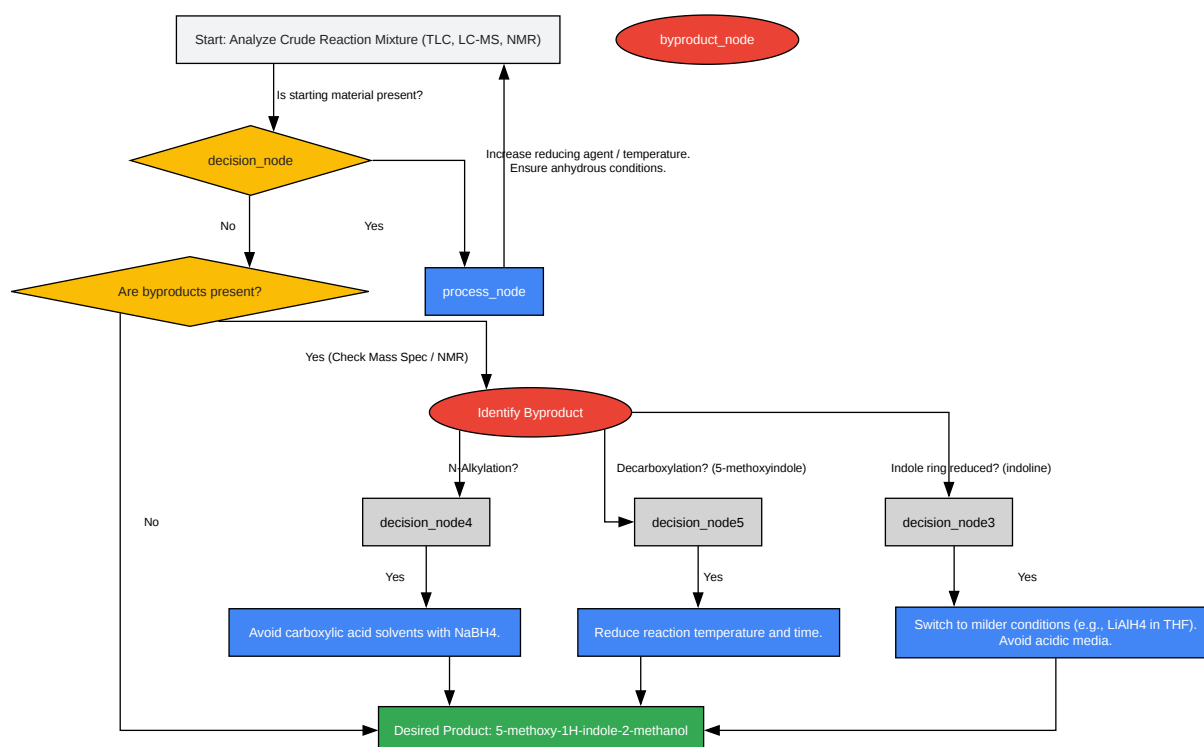 Start: Analyze Crude Reaction Mixture (TLC, LC-MS, NMR)
byproduct_node
Is starting material present?
decision_node
Increase reducing agent / temperature.
Ensure anhydrous conditions.
No
Yes
Are byproducts present?
process_node
Yes (Check Mass Spec / NMR)
Identify Byproduct
N-Alkylation?
Decarboxylation? (5-methoxyindole)
Indole ring reduced? (indoline)
No
decision_node4
decision_node5
decision_node3
Yes
Yes
Yes
Avoid carboxylic acid solvents with NaBH4.
Reduce reaction temperature and time.
Switch to milder conditions (e.g., LiAlH4 in THF).
Avoid acidic media.
Desired Product: 5-methoxy-1H-indole-2-methanol